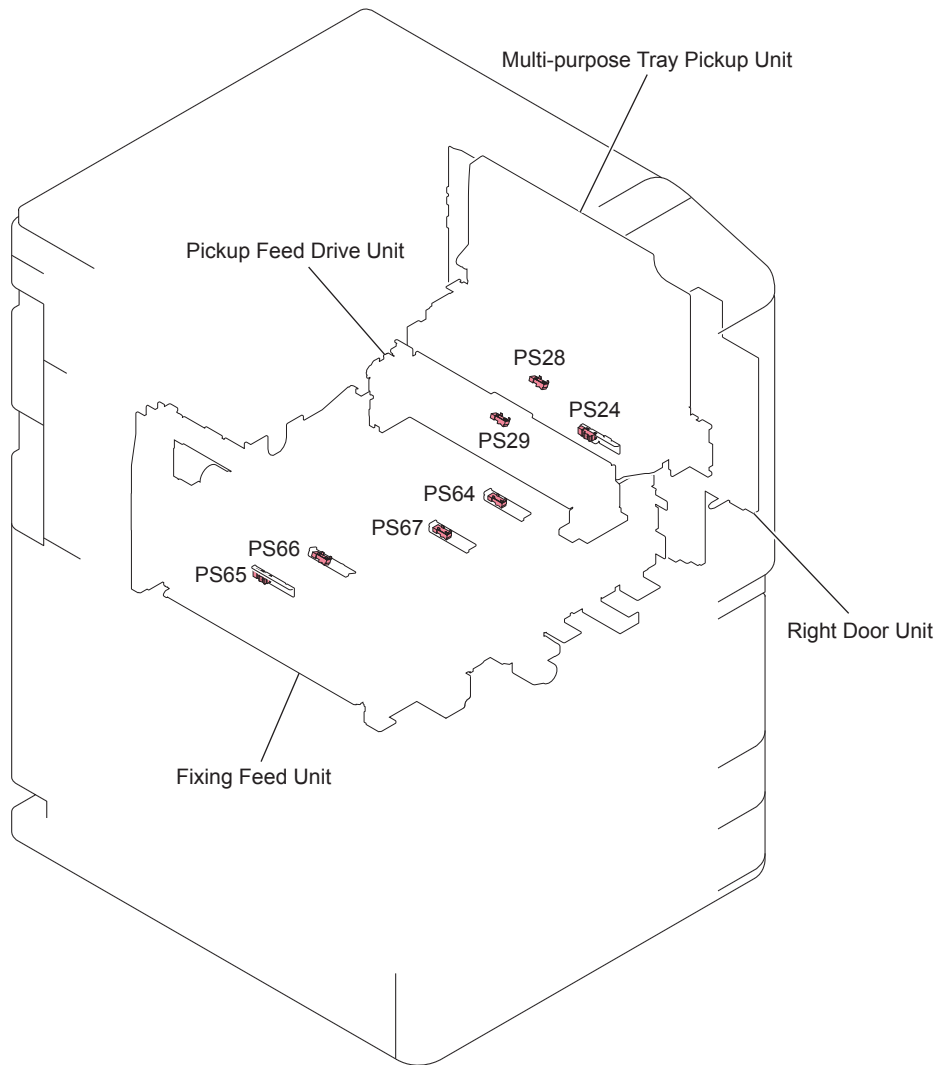 Multi-purpose Tray Pickup Unit
Pickup Feed Drive Unit
PS28
PS24
PS29
PS64
PS67
PS66
PS65
Right Door Unit
Fixing Feed Unit